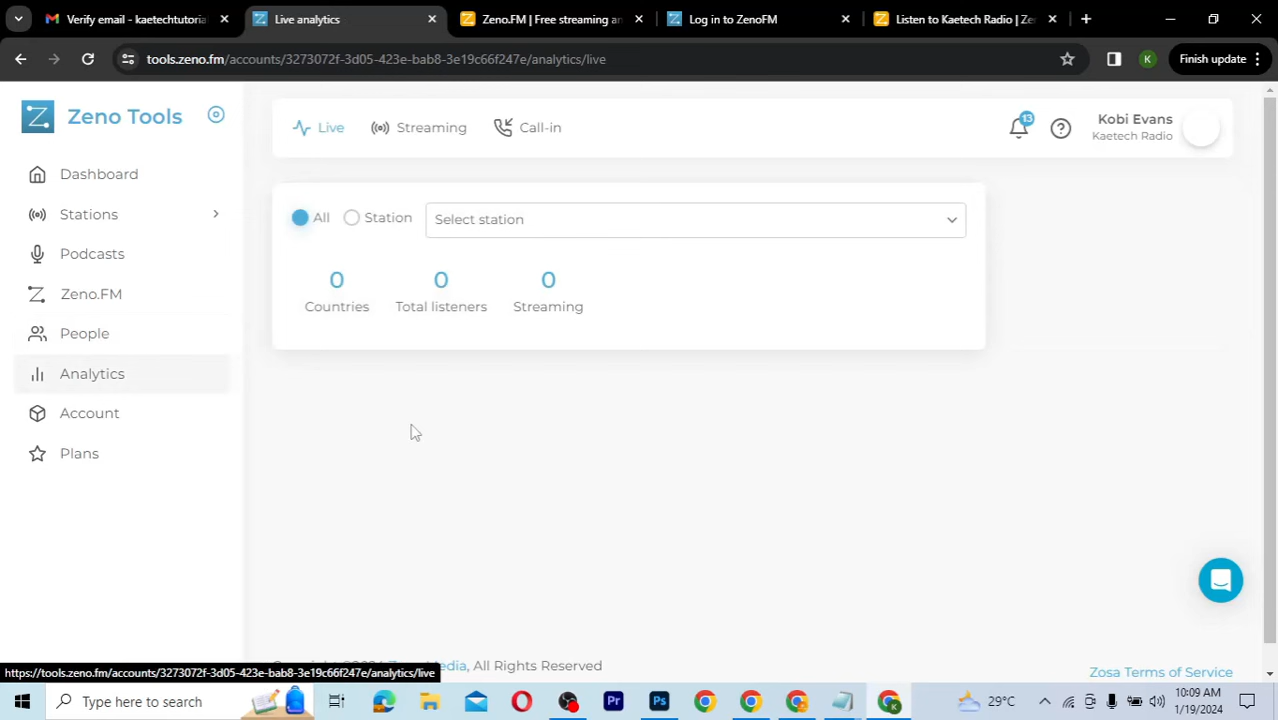 Verify email - kaetechtutoria
Live analytics
Zeno.FM | Free streaming an
Log in to ZenoFM
Listen to Kaetech Radio | Ze
tools.zeno.fm/accounts/3273072f-3d05-423e-bab8-3e19c66f247e/analytics/live
K
Finish update
Zeno Tools
Dashboard
Stations
Podcasts
Zeno.FM
People
Analytics
Account
Plans
Live
Streaming
Call-in
13
Kobi Evans
Kaetech Radio
All
Station
Select station
0
Countries
0
Total listeners
0
Streaming
Media, All Rights Reserved
Zosa Terms of Service
https://tools.zeno.fm/accounts/3273072f-3d05-423e-bab8-3e19c66f247e/analytics/live
Type here to search
Pr
Ps
29°C
10:09 AM
1/19/2024